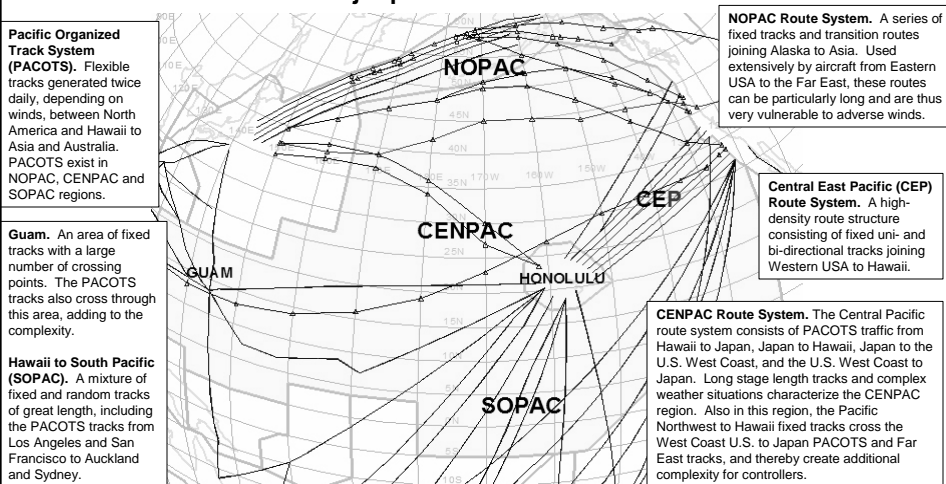 Pacific Organized
Track System
(PACOTS). Flexible
tracks generated twice
daily, depending on
winds, between North
America and Hawaii to
Asia and Australia.
PACOTS exist in
NOPAC, CENPAC and
SOPAC regions.
Guam. An area of fixed
tracks with a large
number of crossing
points. The PACOTS
tracks also cross through
this area, adding to the
complexity.
Hawaii to South Pacific
(SOPAC). A mixture of
fixed and random tracks
of great length, including
the PACOTS tracks from
Los Angeles and San
Francisco to Auckland
and Sydney.
NOPAC
45N
40N
35N
170W
160W
150W
CEP
CENPAC
25N
GUAM
HONOLULU
15N
SOPAC
10S
NOPAC Route System. A series of
fixed tracks and transition routes
joining Alaska to Asia. Used
extensively by aircraft from Eastern
USA to the Far East, these routes
can be particularly long and are thus
very vulnerable to adverse winds.
Central East Pacific (CEP)
Route System. A high-
density route structure
consisting of fixed uni- and
bi-directional tracks joining
Western USA to Hawaii.
CENPAC Route System. The Central Pacific
route system consists of PACOTS traffic from
Hawaii to Japan, Japan to Hawaii, Japan to the
U.S. West Coast, and the U.S. West Coast to
Japan. Long stage length tracks and complex
weather situations characterize the CENPAC
region. Also in this region, the Pacific
Northwest to Hawaii fixed tracks cross the
West Coast U.S. to Japan PACOTS and Far
East tracks, and thereby create additional
complexity for controllers.